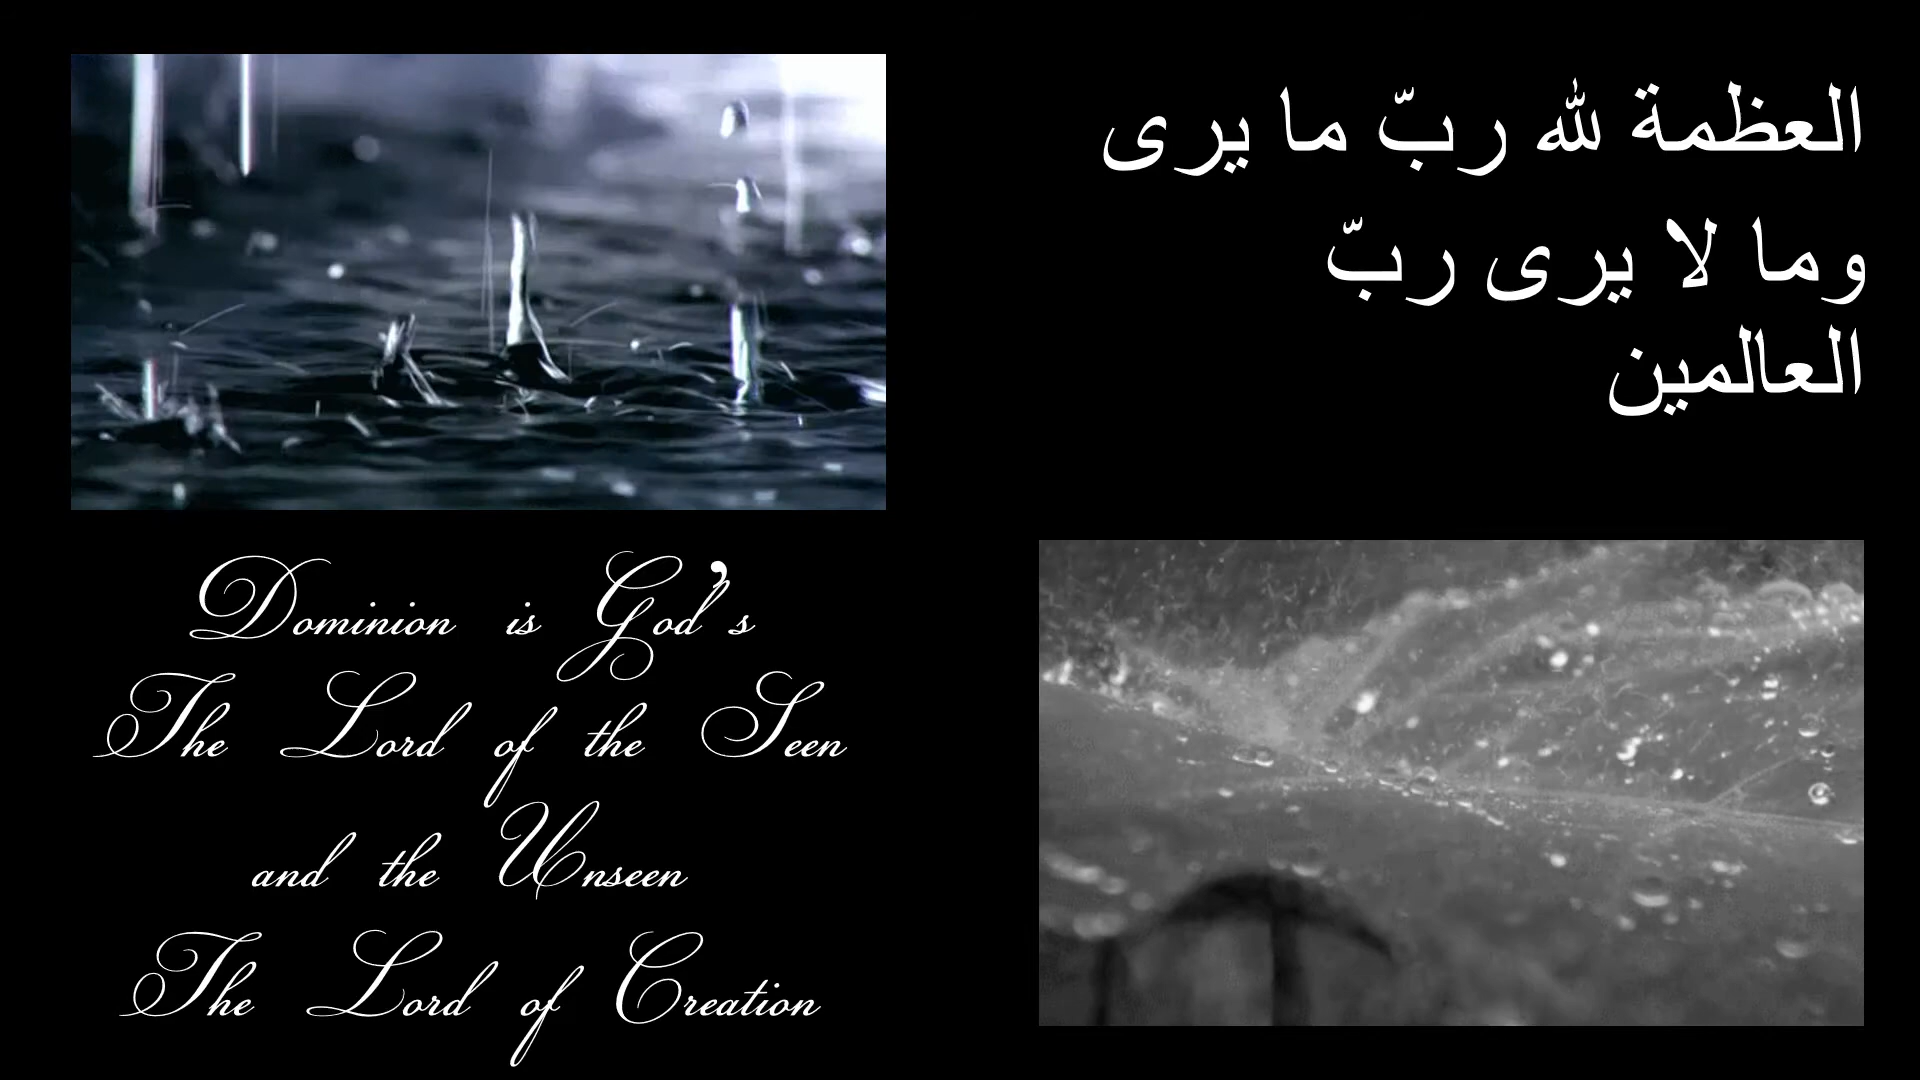 العظمة لله ربّ ما يرى
وما لا يرى ربّ
العالمين
Dominion is God's
The Lord of the Seen
and the Unseen
The Lord of Creation